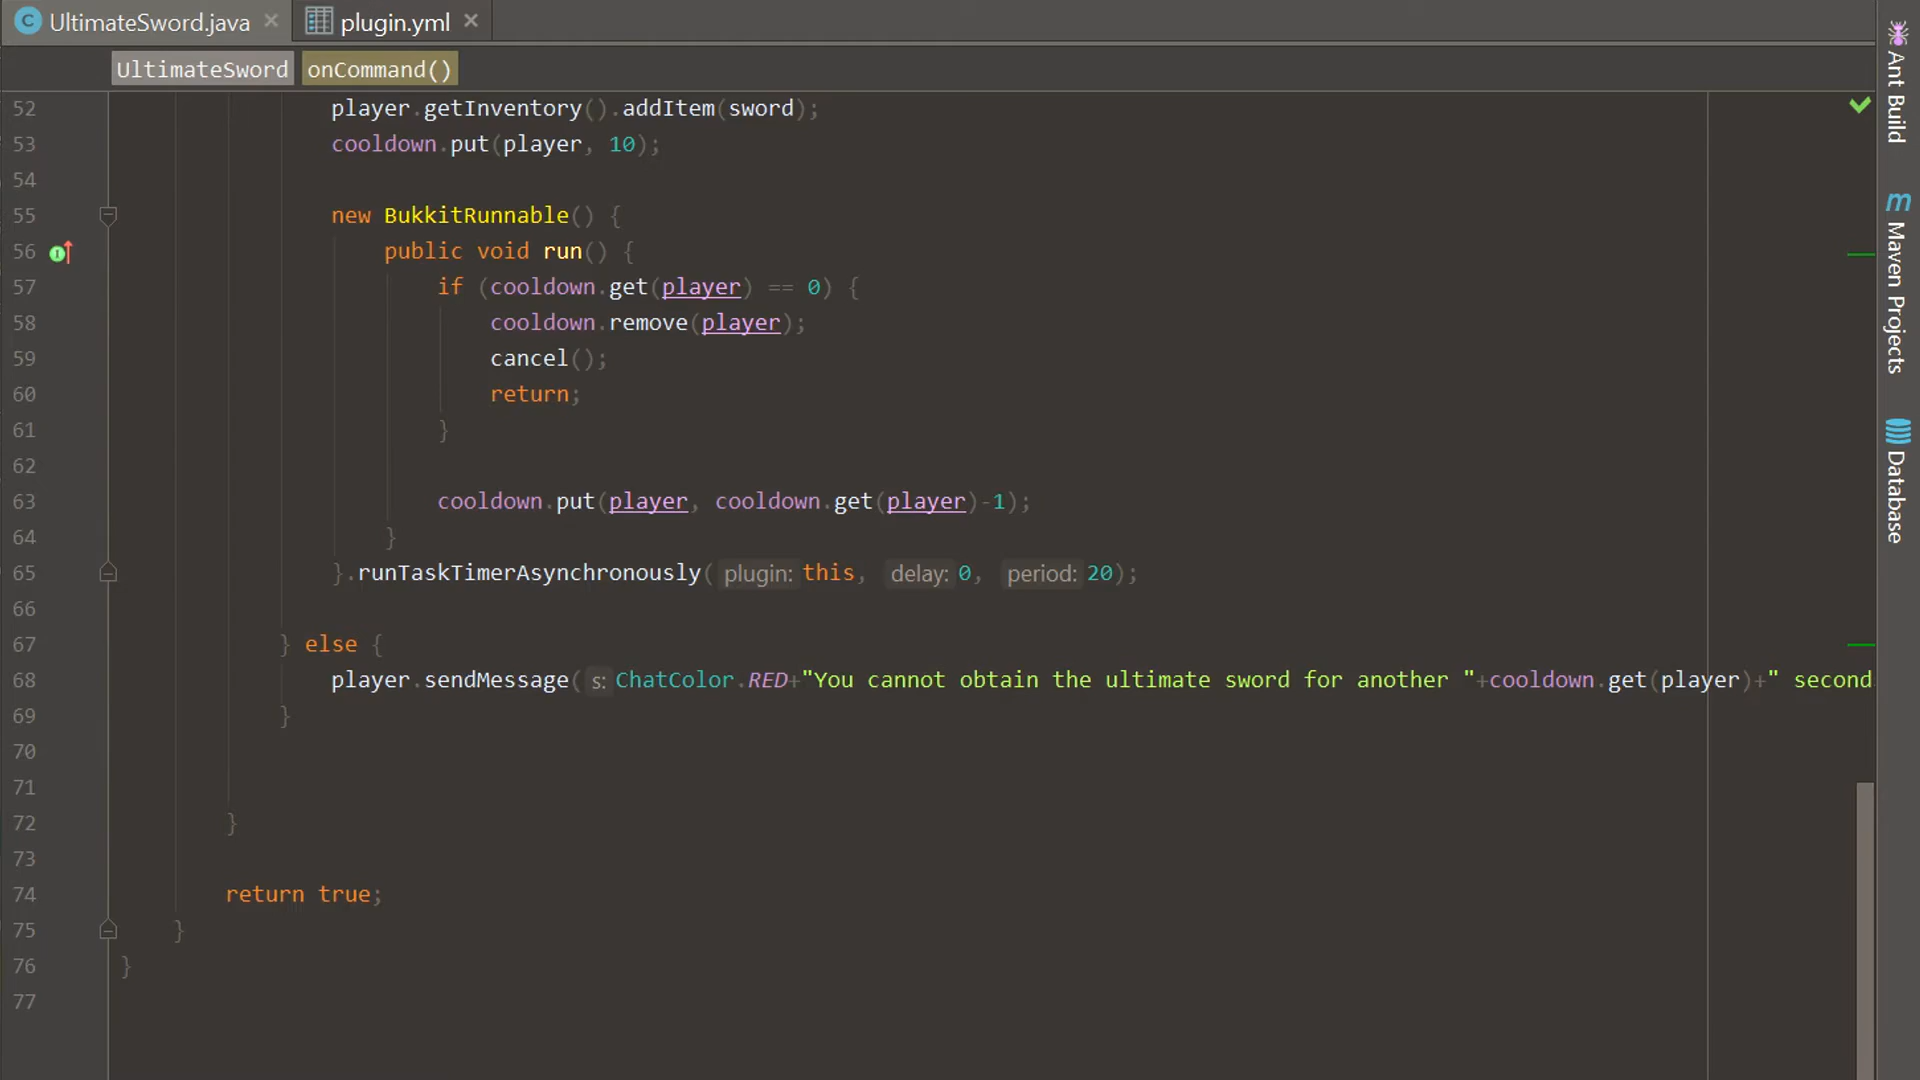 UltimateSword.java
plugin.yml
UltimateSword onCommand()
52 player.getInventory().addItem(sword);
53 cooldown.put(player, 10);
54
55 new BukkitRunnable() {
56 public void run() {
57 if (cooldown.get(player) == 0) {
58 cooldown.remove(player);
59 cancel();
60 return;
61 }
62
63 cooldown.put(player, cooldown.get(player)-1);
64 }
65 }.runTaskTimerAsynchronously( plugin: this, delay: 0, period: 20);
66
67 } else {
68 player.sendMessage( s: ChatColor.RED+"You cannot obtain the ultimate sword for another "+cooldown.get(player)+" second
69 }
70
71
72 }
73
74 return true;
75 }
76 }
77
Ant Build
Maven Projects
Database